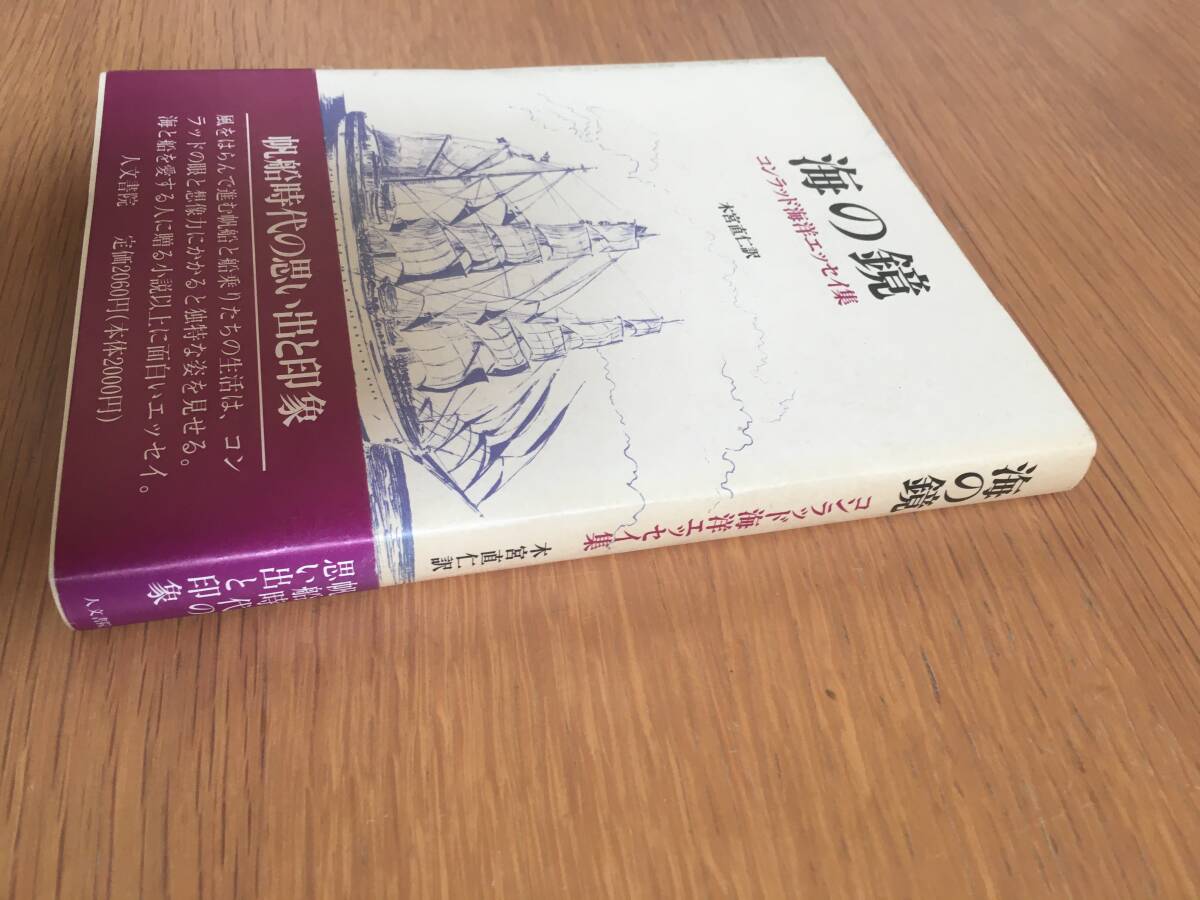 海の鏡
コンラッド海洋エッセイ集
木宮直仁訳
帆船時代の思い出と印象
風をはらんで進む帆船と船乗りたちの生活は、コン
ラッドの眼と想像力にかかると独特な姿を見せる。
海と船を愛する人に贈る小説以上に面白いエッセイ。
人文書院 定価2060円(本体2000円)
海の鏡
コンラッド海洋エッセイ集
木宮直仁訳
帆船時代の
思い出と印象
人文書院